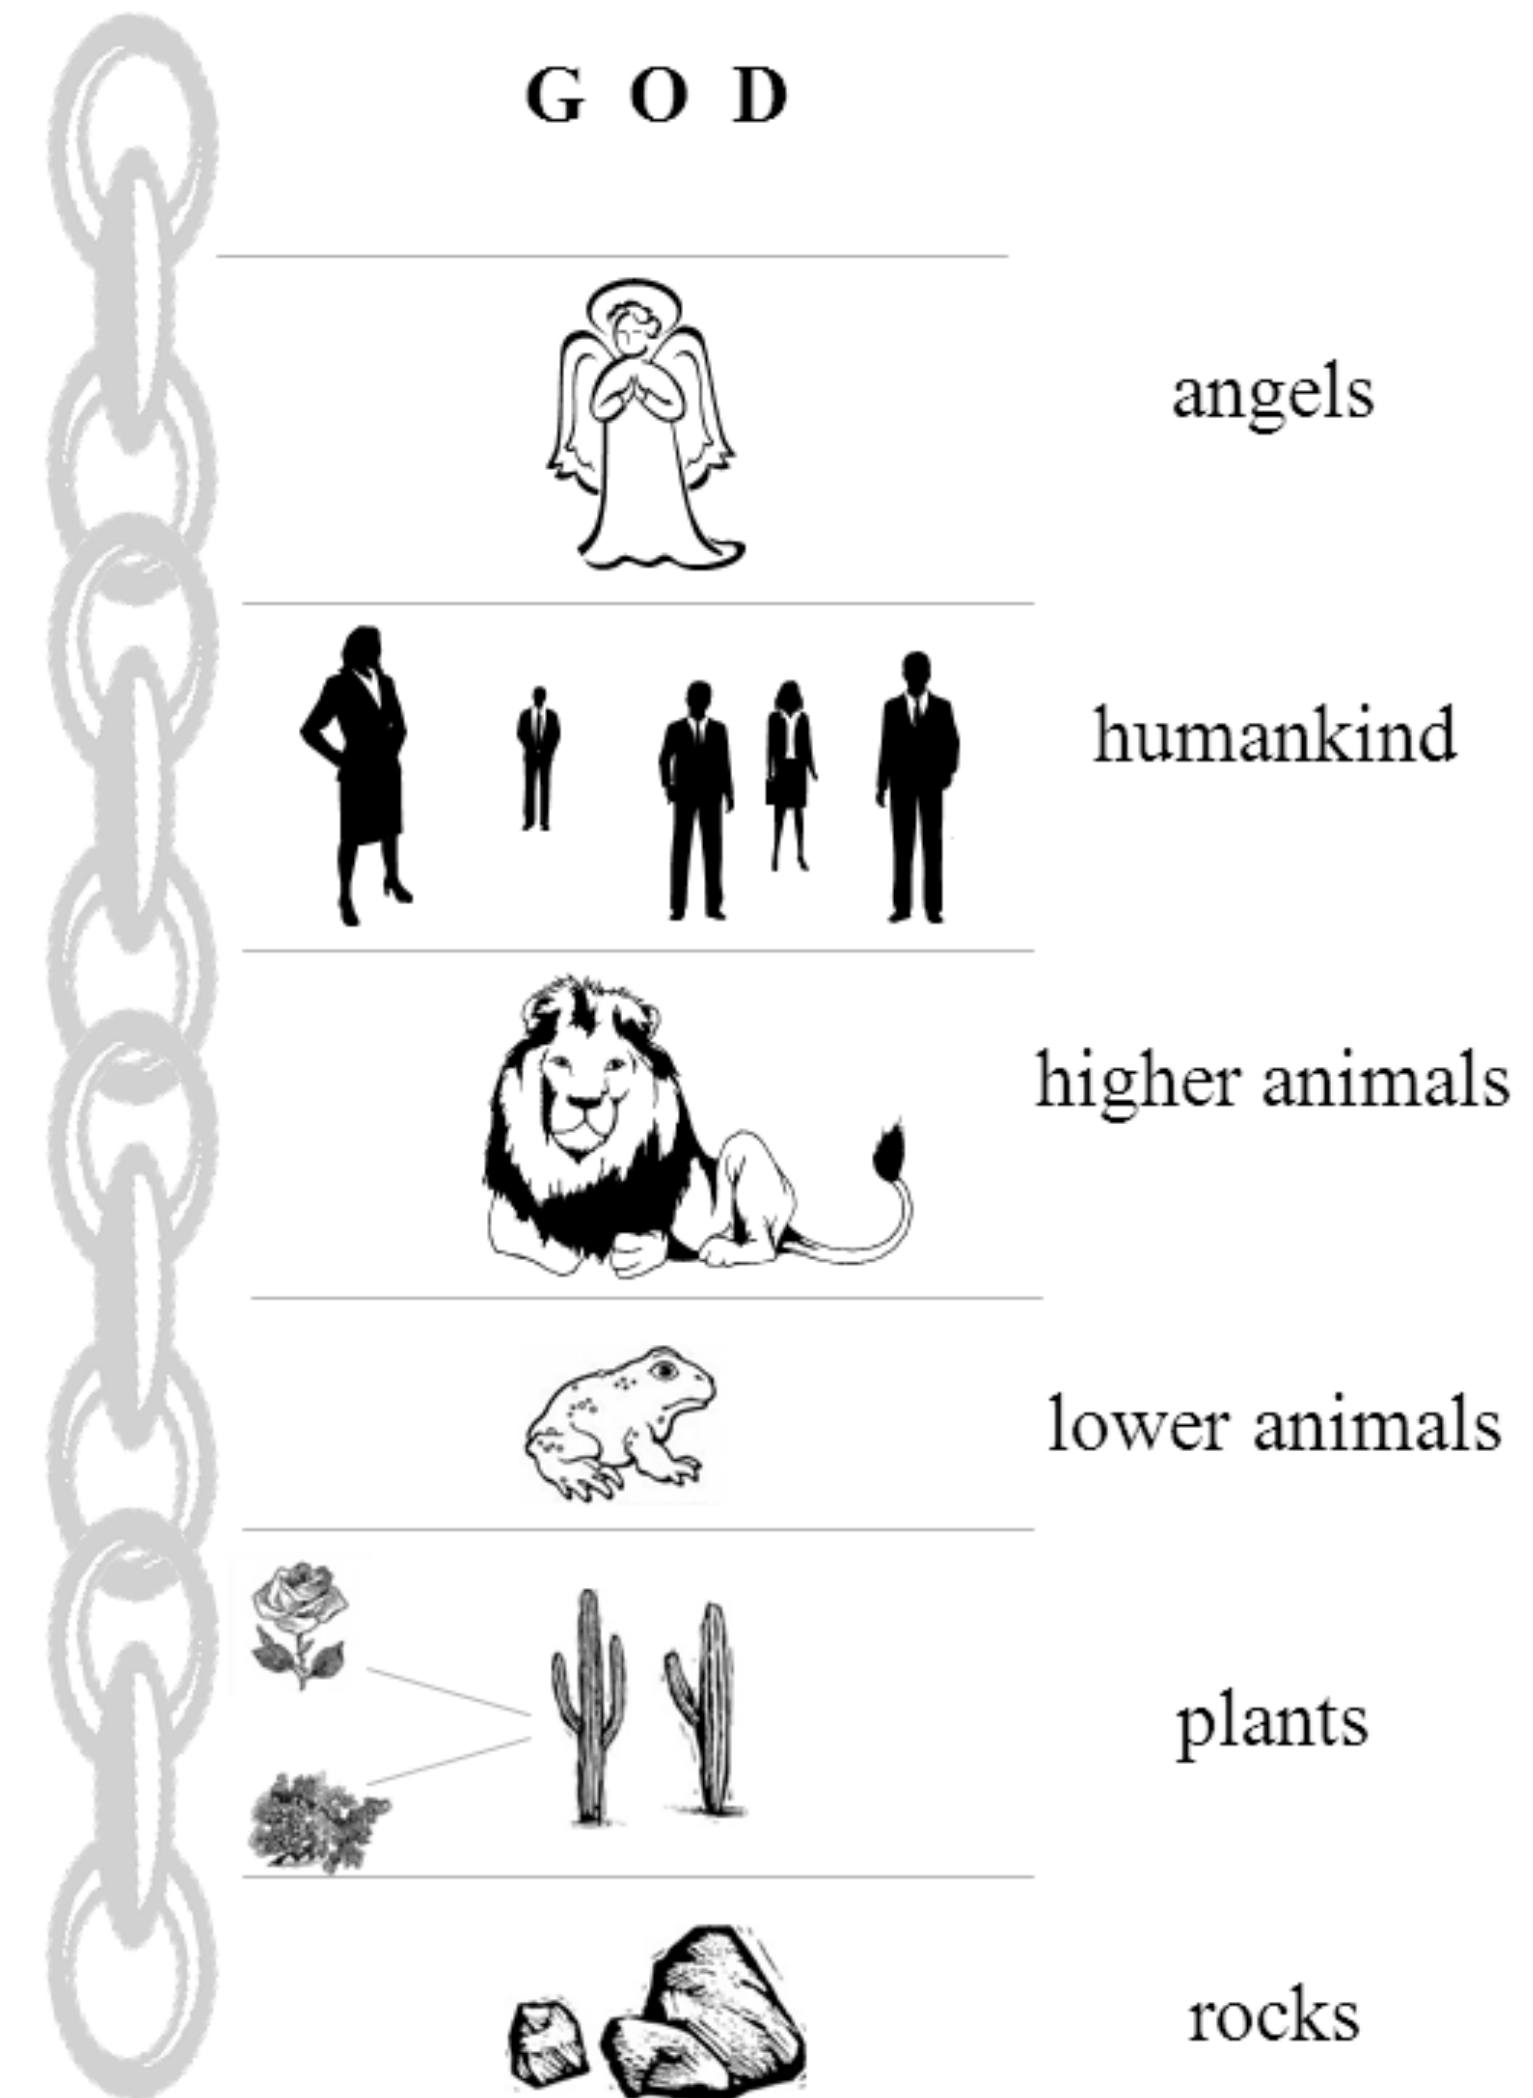 G O D
angels
humankind
higher animals
lower animals
plants
rocks